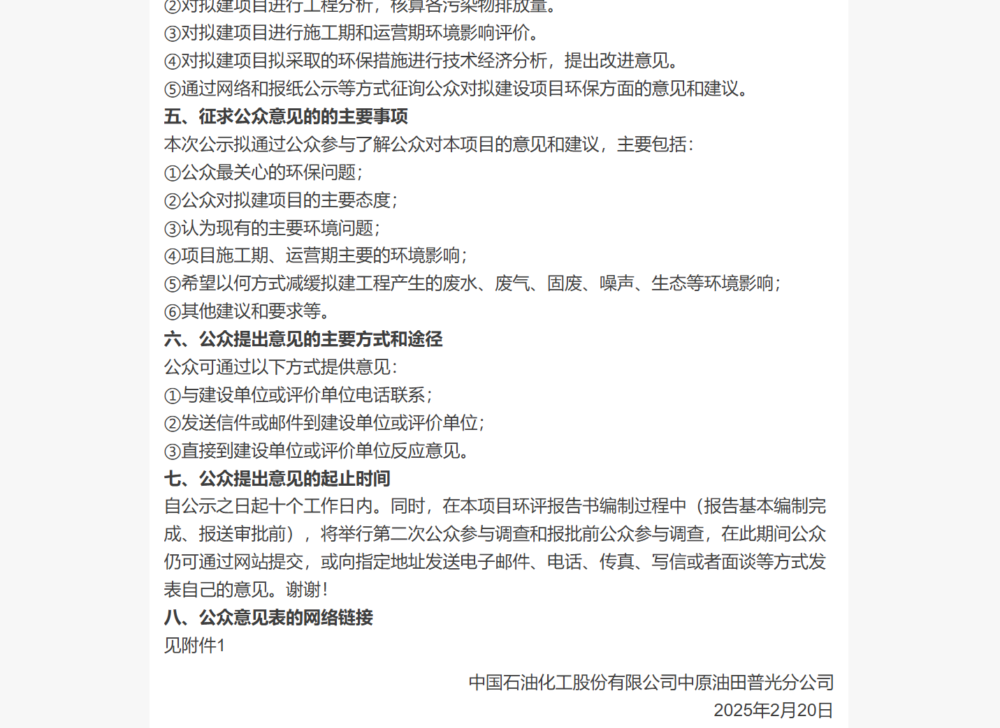 ②对拟建项目进行工程分析，核算各污染物排放量。
③对拟建项目进行施工期和运营期环境影响评价。
④对拟建项目拟采取的环保措施进行技术经济分析，提出改进意见。
⑤通过网络和报纸公示等方式征询公众对拟建设项目环保方面的意见和建议。
五、征求公众意见的的主要事项
本次公示拟通过公众参与了解公众对本项目的意见和建议，主要包括：
①公众最关心的环保问题；
②公众对拟建项目的主要态度；
③认为现有的主要环境问题；
④项目施工期、运营期主要的环境影响；
⑤希望以何方式减缓拟建工程产生的废水、废气、固废、噪声、生态等环境影响；
⑥其他建议和要求等。
六、公众提出意见的主要方式和途径
公众可通过以下方式提供意见：
①与建设单位或评价单位电话联系；
②发送信件或邮件到建设单位或评价单位；
③直接到建设单位或评价单位反应意见。
七、公众提出意见的起止时间
自公示之日起十个工作日内。同时，在本项目环评报告书编制过程中（报告基本编制完
成、报送审批前），将举行第二次公众参与调查和报批前公众参与调查，在此期间公众
仍可通过网站提交，或向指定地址发送电子邮件、电话、传真、写信或者面谈等方式发
表自己的意见。谢谢！
八、公众意见表的网络链接
见附件1
中国石油化工股份有限公司中原油田普光分公司
2025年2月20日